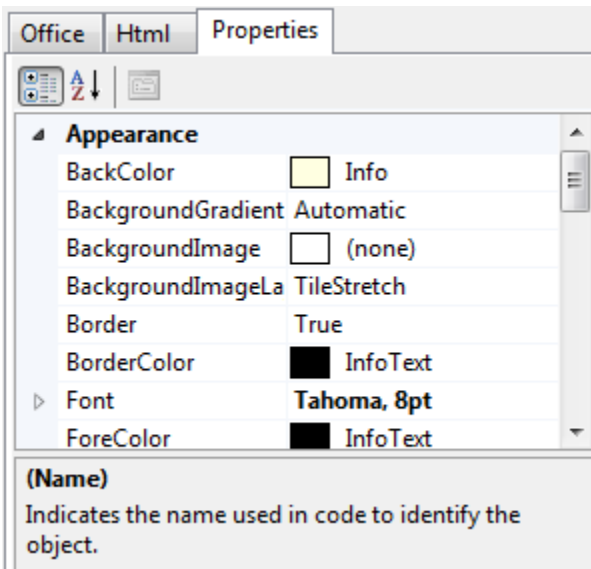 Office Html Properties
A
Z
Appearance
BackColor Info
BackgroundGradient Automatic
BackgroundImage (none)
BackgroundImageLa TileStretch
Border True
BorderColor InfoText
Font Tahoma, 8pt
ForeColor InfoText
(Name)
Indicates the name used in code to identify the
object.